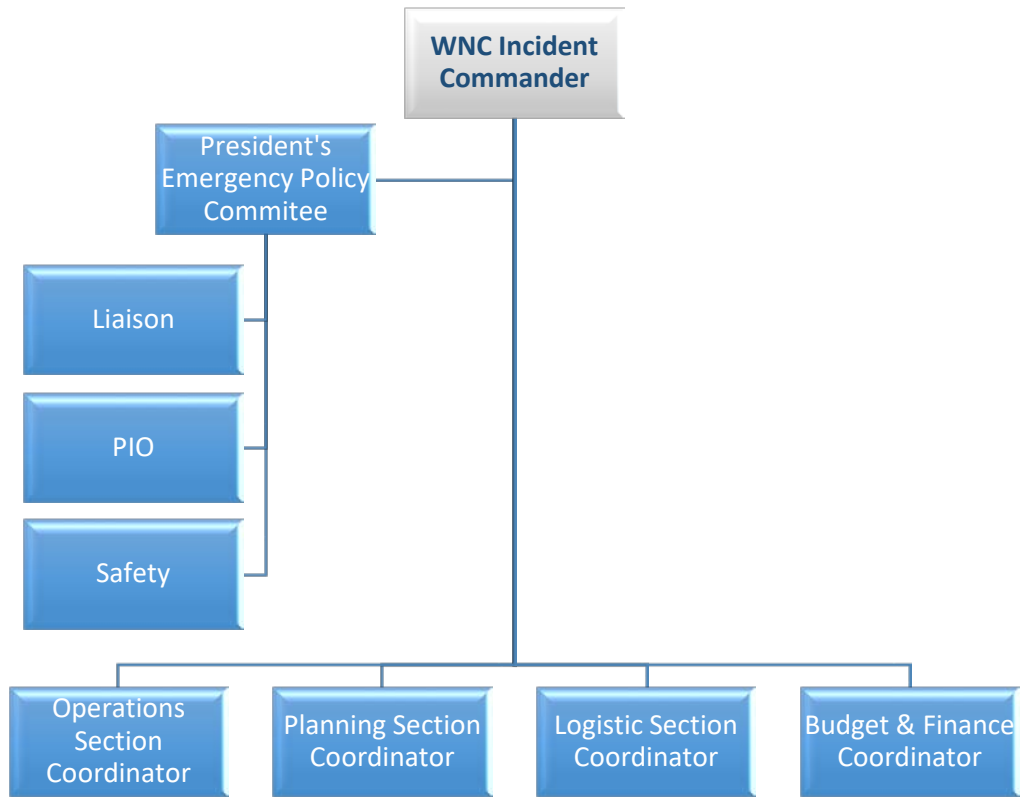 WNC Incident
Commander
President's
Emergency Policy
Commitee
Liaison
PIO
Safety
Operations
Section
Coordinator
Planning Section
Coordinator
Logistic Section
Coordinator
Budget & Finance
Coordinator